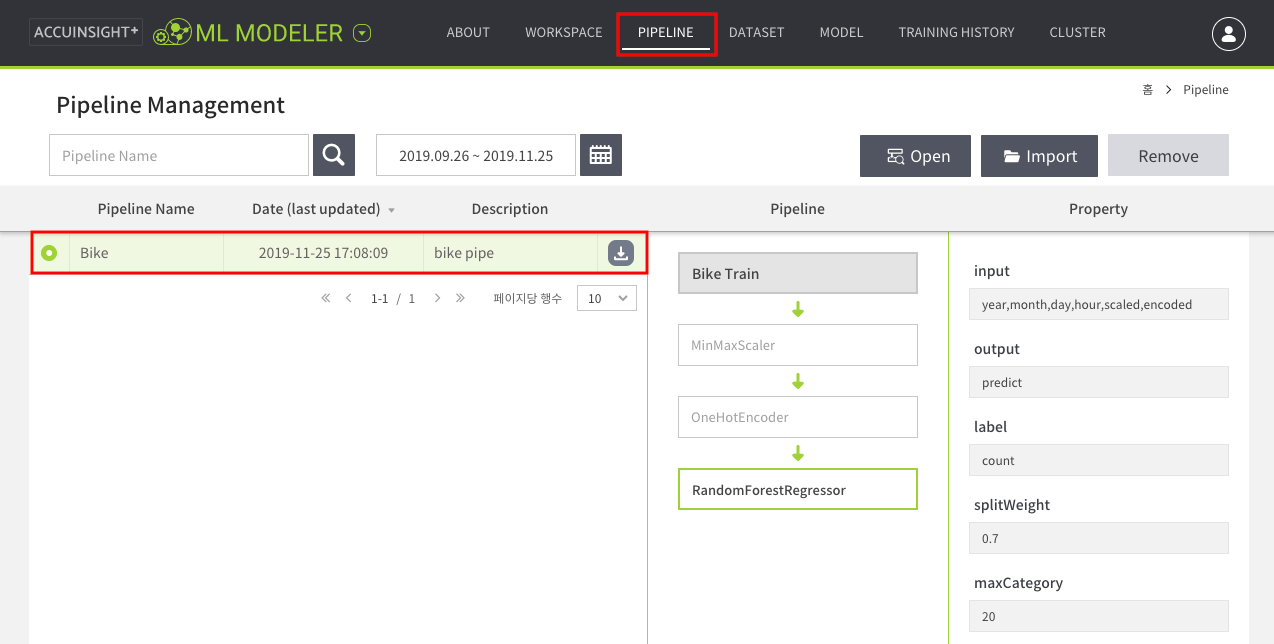 ACCUINSIGHT+ ML MODELER ABOUT WORKSPACE PIPELINE DATASET MODEL TRAINING HISTORY CLUSTER
홈 > Pipeline
Pipeline Management
Pipeline Name 2019.09.26 ~ 2019.11.25 Open Import Remove
Pipeline Name Date (last updated) Description Pipeline Property
Bike 2019-11-25 17:08:09 bike pipe
1-1 / 1 페이지당 행수 10
Bike Train
MinMaxScaler
OneHotEncoder
RandomForestRegressor
input
year,month,day,hour,scaled,encoded
output
predict
label
count
splitWeight
0.7
maxCategory
20